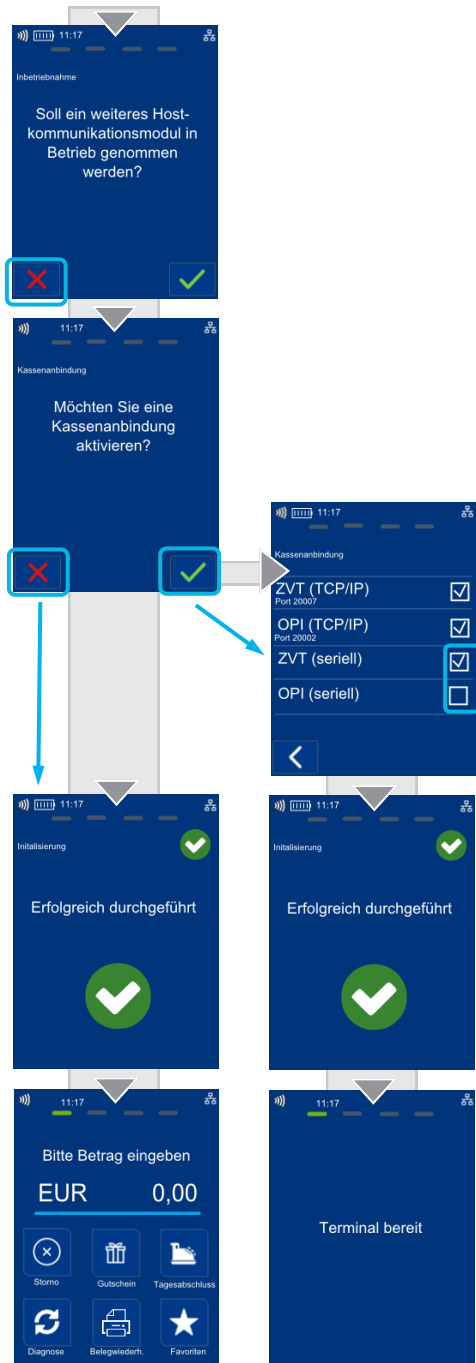 11:17
Inbetriebnahme
Soll ein weiteres Host-
kommunikationsmodul in
Betrieb genommen
werden?
11:17
Kassenanbindung
Möchten Sie eine
Kassenanbindung
aktivieren?
11:17
Kassenanbindung
ZVT (TCP/IP)
Port 20007
OPI (TCP/IP)
Port 20002
ZVT (seriell)
OPI (seriell)
11:17
Initalisierung
Erfolgreich durchgeführt
11:17
Initalisierung
Erfolgreich durchgeführt
11:17
Bitte Betrag eingeben
EUR 0,00
Storno Gutschein Tagesabschluss
Diagnose Belegwiederh. Favoriten
11:17
Terminal bereit